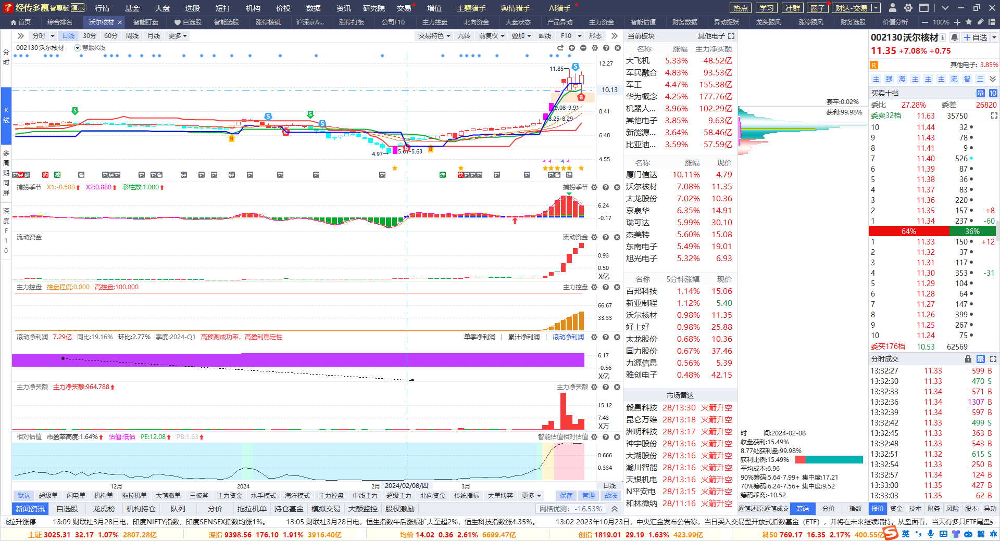 经传多赢 智尊版 演示 行情 基金 大盘 选股 短打 机构 价投 数据 资讯 研究院 交易 增值 主题猎手 舆情猎手 AI猎手 热点 学习 社群 圈子 财达-交易
首页 综合排名 沃尔核材 智能盯盘 自选股 智能选股 涨停棱镜 沪深京A... 涨停打板 公司F10 主力控盘 北向资金 大盘状态 产品异动 主力资金 智能估值 财务数据 异动捉妖 龙头跟风 涨停跟风 财务选股 价值分析 100%
分时 日线 30分 60分 周线 月线 更多 交易特色 九转 前复权 叠加 画线 F10 形态
002130 沃尔核材 慧眼K线
分时
K线
多周期同屏
深度F10
12.27
10.13
8.41
6.48
4.55
11.85
9.08-9.91
8.25-8.29
4.97
5.61-5.63
捕捞季节 X1:-0.588 X2:0.880 彩柱数:1.000 捕捞季节
6.24
-0.17
流动资金 流动资金
0.93
0.50
X亿
主力控盘 控盘程度:0.000 高控盘:100.000 主力控盘
66.67
33.33
滚动净利润 7.29亿 同比:19.16% 环比:2.77% 季度:2024-Q1 高预测成功率，高盈利稳定性 单季净利润 | 累计净利润 | 滚动净利润
6.17
-0.56
X亿
主力净买额 主力净买额:964.788 主力净买额
15.12
7.43
X万
相对估值 市盈率高度:1.64% 估值:低估 PE:12.08 PB:1.63 智能估值相对估值
0.666
0.334
12月 2024 2月 2024/02/08/四 3月 日线
默认 超级单 闪电单 机构单 拖拉机单 大笔撤单 三板斧 主力资金 水手模式 海洋模式 主力控盘 中线主力 超级主力 北向资金 传统指标 大单博弈 更多 保存 管理 战法
新闻资讯 自选股 龙虎榜 机构持仓 队列 分价 拖拉机单 持仓基金 模拟交易 大额监控 股权激励 网格优测: -16.53%
当前板块 其他电子
名称 涨幅 主力净买额
大飞机 5.33% 48.52亿
军民融合 4.83% 93.53亿
军工 4.47% 155.38亿
华为概念 4.25% 177.76亿
机器人... 3.96% 102.29亿
其他电子 3.85% 9.63亿
新能源... 3.64% 58.46亿
比亚迪... 3.59% 57.59亿
名称 涨幅 现价
厦门信达 10.11% 4.79
沃尔核材 7.08% 11.35
太龙股份 7.02% 10.36
京泉华 6.35% 14.91
瑞可达 5.99% 30.10
杰美特 5.60% 15.08
东南电子 5.49% 19.01
旭光电子 5.32% 6.93
名称 5分钟涨幅 现价
百邦科技 1.14% 15.06
新亚制程 1.12% 5.40
沃尔核材 0.98% 11.35
好上好 0.98% 25.88
太龙股份 0.68% 10.36
国力股份 0.67% 37.46
力源信息 0.56% 5.39
雅创电子 0.48% 42.15
市场雷达
毅昌科技 28/13:30 火箭升空
昆仑万维 28/13:18 火箭升空
洲明科技 28/13:17 火箭升空
神宇股份 28/13:16 火箭升空
大湖股份 28/13:16 火箭升空
瀚川智能 28/13:16 火箭升空
天银机电 28/13:16 火箭升空
N平安电 28/13:15 火箭升空
和林微纳 28/11:16 火箭升空
套牢:0.02%
获利:99.98%
时 间:2024-02-08
收盘获利:15.49%
8.77处获利盘:99.98%
获利比例:15.49%
平均成本:6.96
90%筹码:5.64-7.99+ 集中度:17.21
70%筹码:6.24-7.56+ 集中度:9.52
筹码乖离:-10.52
逐笔还原 逐笔成交 筹码 分价 指数 报价 资金 技术 财务 风险 股本 异动
002130 沃尔核材 自选
11.35 +7.08% +0.75
R 其他电子: 3.85%
主 强 海 主 主 主 流 智 三
买卖十档 量 10
委比 27.28% 委差 26820
委卖32档 11.63 35750
10 11.44 32
9 11.43 78
8 11.41 9
7 11.40 526
6 11.39 87
5 11.38 36
4 11.37 83
3 11.36 220
2 11.35 157 +8
1 11.34 237 -60
64% 36%
1 11.33 150 +12
2 11.32 37
3 11.31 117
4 11.30 353 -31
5 11.29 104
6 11.28 64
7 11.27 147
8 11.26 399
9 11.25 267
10 11.24 75
委买176档 10.53 62569
分时成交 量
13:32:27 11.33 599 B
13:32:30 11.33 470 S
13:32:33 11.34 571 B
13:32:36 11.34 1307 B
13:32:39 11.34 597 B
13:32:42 11.33 499 S
13:32:45 11.33 363 B
13:32:48 11.33 543 B
13:32:51 11.32 615 S
13:32:54 11.33 250 B
13:32:57 11.34 124 B
13:33:00 11.34 427 B
13:33:03 11.35 62 B
拉升涨停 13:09 财联社3月28日电，印度NIFTY指数、印度SENSEX指数均涨1%。 13:05 财联社3月28日电，恒生指数午后涨幅扩大至超2%，恒生科技指数涨4.35%。 13:02 2023年10月23日，中央汇金发布公告称，当日买入交易型开放式指数基金（ETF），并将在未来继续增持。从盘面看，当天有多只ETF尾盘
上证 3025.31 32.17 1.07% 2807.28亿 深指 9398.56 176.10 1.91% 3916.40亿 均价 14.02 0.36 2.61% 6699.47亿 创指 1819.01 29.19 1.63% 423.99亿 科50 769.17 16.35 2.17% 400.55亿 英